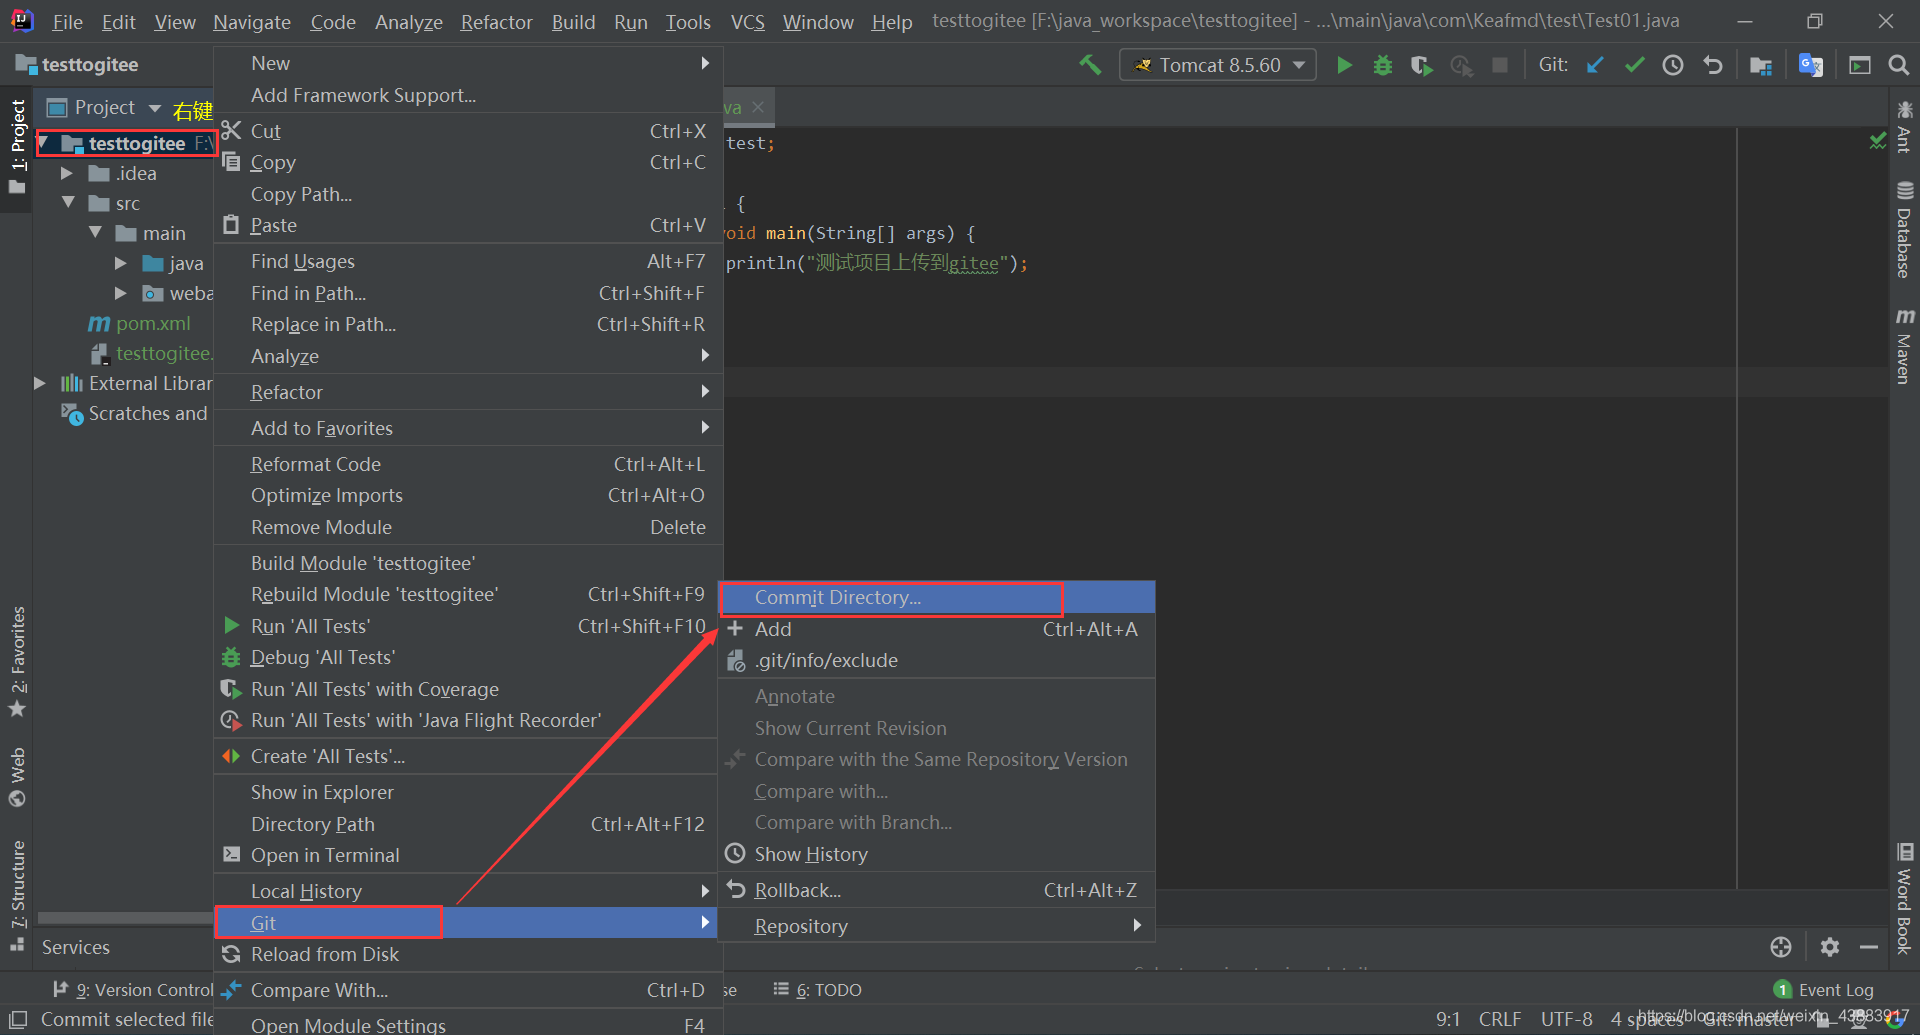 File Edit View Navigate Code Analyze Refactor Build Run Tools VCS Window Help testtogitee [F:\java_workspace\testtogitee] - ...\main\java\com\Keafmd\test\Test01.java
testtogitee
Tomcat 8.5.60 Git:
1: Project
Project 右键
testtogitee F:\
.idea
src
main
java
weba
pom.xml
testtogitee.
External Librar
Scratches and
2: Favorites
Web
7: Structure
New
Add Framework Support...
Cut Ctrl+X
Copy Ctrl+C
Copy Path...
Paste Ctrl+V
Find Usages Alt+F7
Find in Path... Ctrl+Shift+F
Replace in Path... Ctrl+Shift+R
Analyze
Refactor
Add to Favorites
Reformat Code Ctrl+Alt+L
Optimize Imports Ctrl+Alt+O
Remove Module Delete
Build Module 'testtogitee'
Rebuild Module 'testtogitee' Ctrl+Shift+F9
Run 'All Tests' Ctrl+Shift+F10
Debug 'All Tests'
Run 'All Tests' with Coverage
Run 'All Tests' with 'Java Flight Recorder'
Create 'All Tests'...
Show in Explorer
Directory Path Ctrl+Alt+F12
Open in Terminal
Local History
Git
Reload from Disk
Compare With... Ctrl+D
Open Module Settings F4
va
test;
{
void main(String[] args) {
println("测试项目上传到gitee");
Commit Directory...
Add Ctrl+Alt+A
.git/info/exclude
Annotate
Show Current Revision
Compare with the Same Repository Version
Compare with...
Compare with Branch...
Show History
Rollback... Ctrl+Alt+Z
Repository
Ant
Database
Maven
Word Book
Services
9: Version Control
se
6: TODO
1 Event Log
Commit selected file
9:1 CRLF UTF-8 4 spaces Git: master
https://blog.csdn.net/weixin_43883917